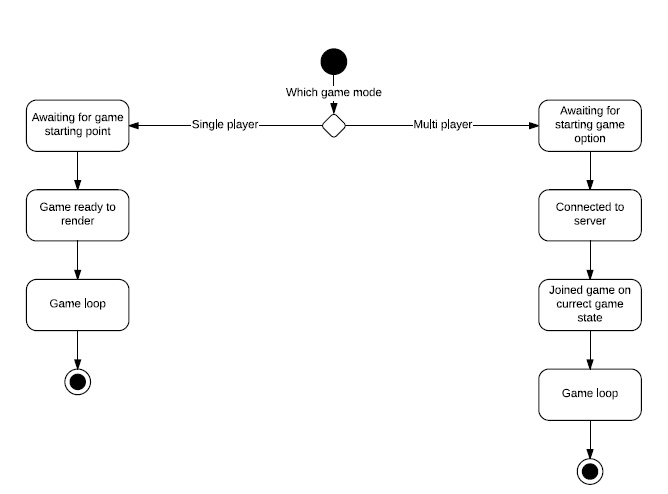 Which game mode
Single player
Multi player
Awaiting for game
starting point
Game ready to
render
Game loop
Awaiting for
starting game
option
Connected to
server
Joined game on
currect game
state
Game loop